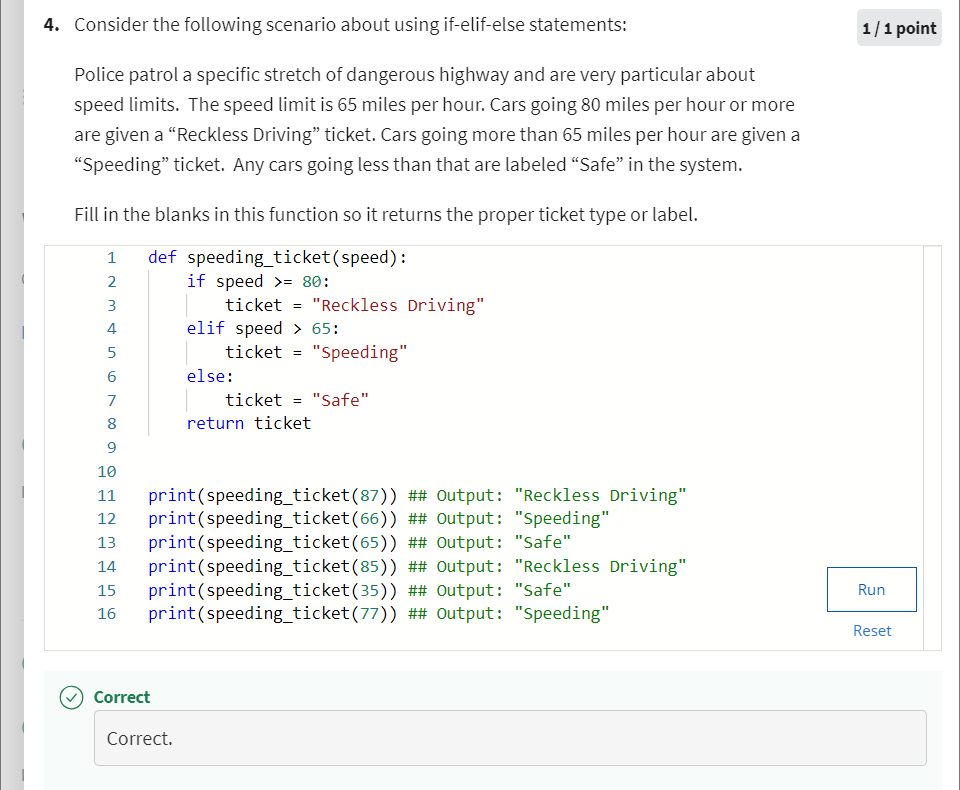 4. Consider the following scenario about using if-elif-else statements:
1 / 1 point
Police patrol a specific stretch of dangerous highway and are very particular about
speed limits.  The speed limit is 65 miles per hour. Cars going 80 miles per hour or more
are given a “Reckless Driving” ticket. Cars going more than 65 miles per hour are given a
“Speeding” ticket.  Any cars going less than that are labeled “Safe” in the system.
Fill in the blanks in this function so it returns the proper ticket type or label.
1 def speeding_ticket(speed):
2     if speed >= 80:
3         ticket = "Reckless Driving"
4     elif speed > 65:
5         ticket = "Speeding"
6     else:
7         ticket = "Safe"
8     return ticket
9
10
11 print(speeding_ticket(87)) ## Output: "Reckless Driving"
12 print(speeding_ticket(66)) ## Output: "Speeding"
13 print(speeding_ticket(65)) ## Output: "Safe"
14 print(speeding_ticket(85)) ## Output: "Reckless Driving"
15 print(speeding_ticket(35)) ## Output: "Safe"
16 print(speeding_ticket(77)) ## Output: "Speeding"
Run
Reset
Correct
Correct.